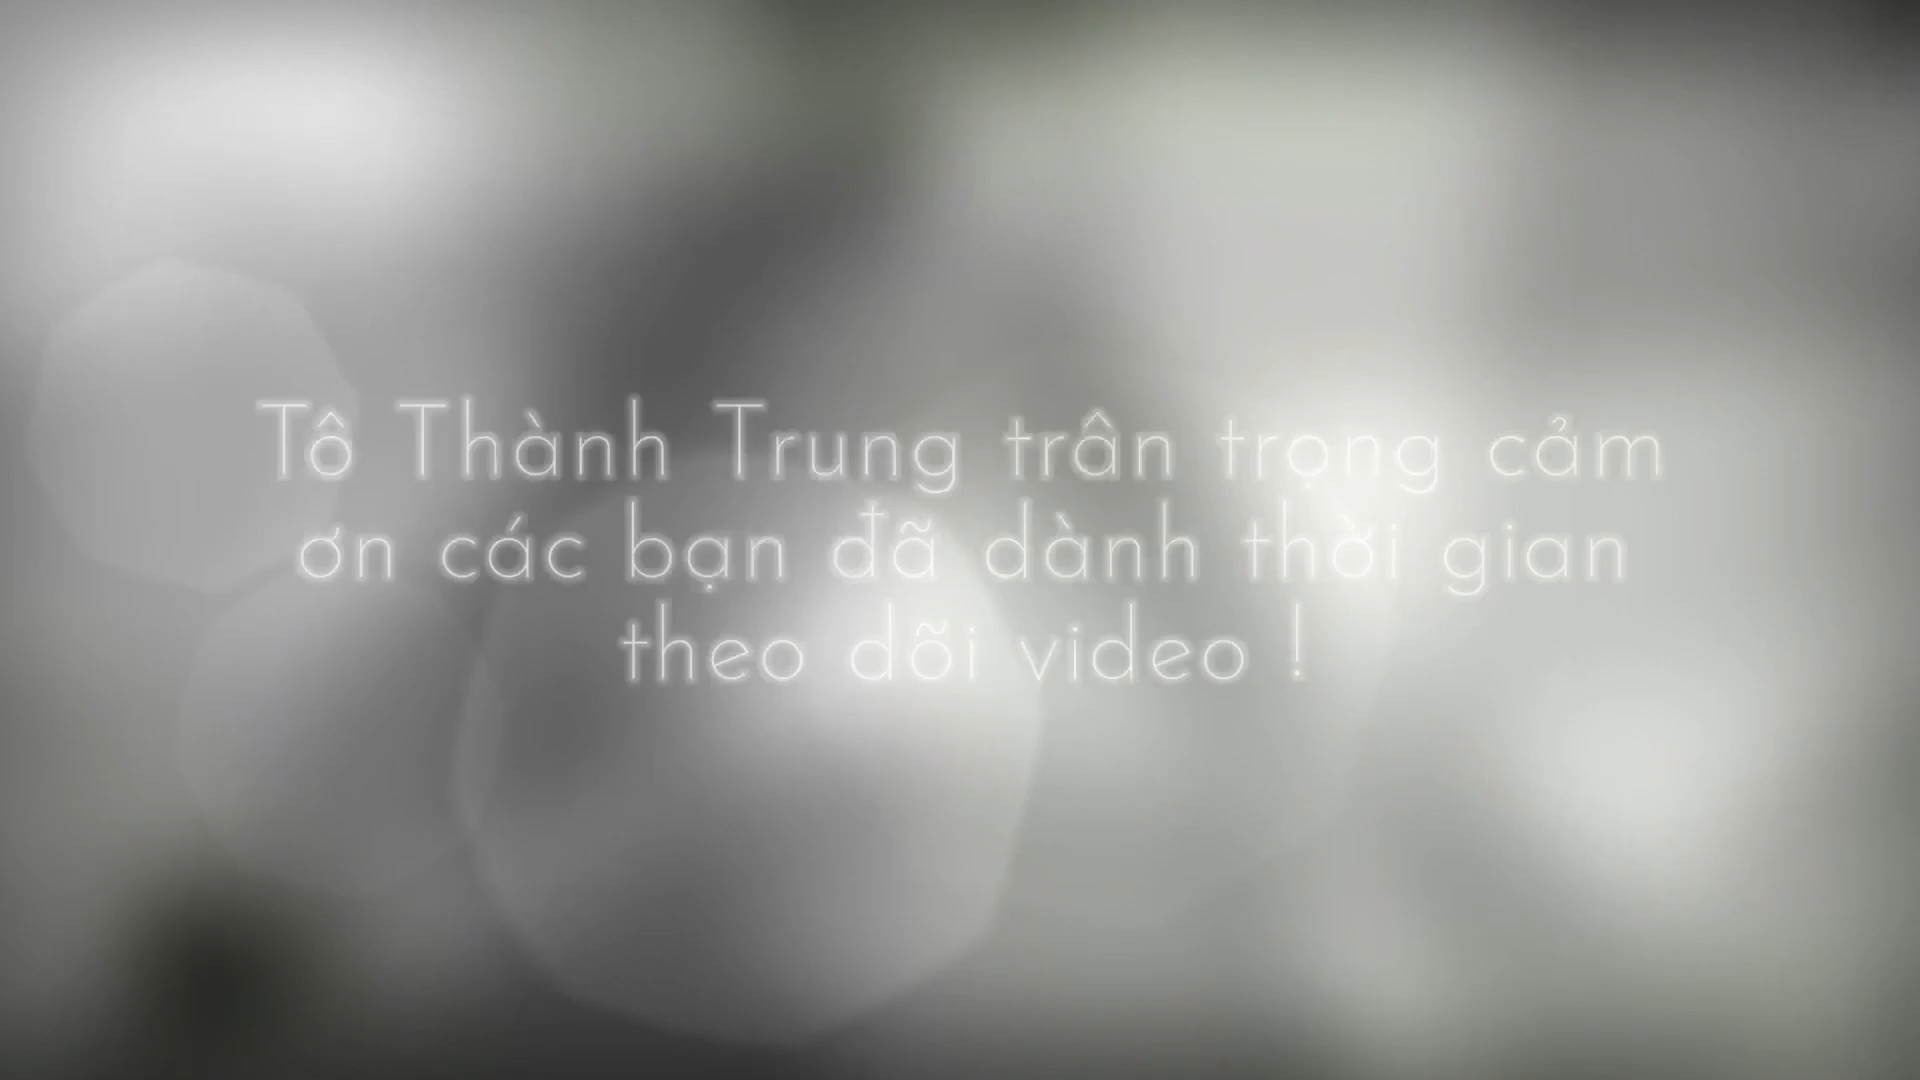 Tô Thành Trung trân trọng cảm
ơn các bạn đã dành thời gian
theo dõi video !